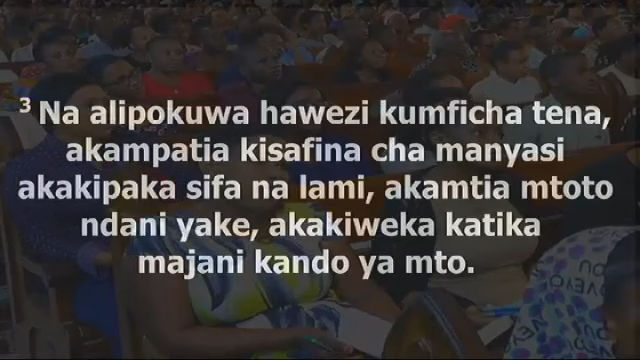 3 Na alipokuwa hawezi kumficha tena,
akampatia kisafina cha manyasi
akakipaka sifa na lami, akamtia mtoto
ndani yake, akakiweka katika
majani kando ya mto.